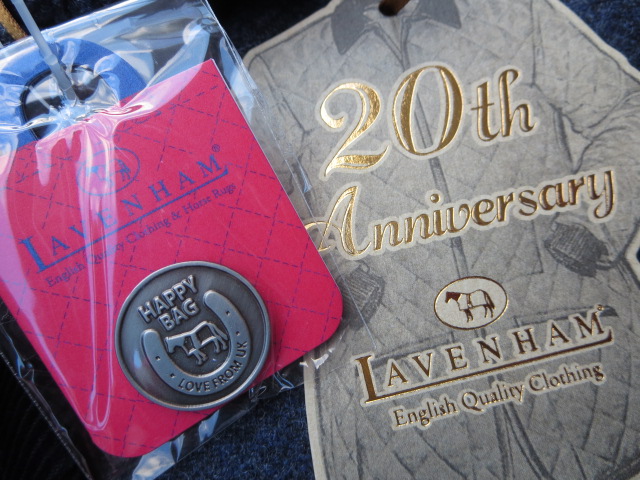 LAVENHAM®
English Quality Clothing & Horse Rugs
HAPPY
BAG
• LOVE FROM UK •
20th
Anniversary
LAVENHAM®
English Quality Clothing